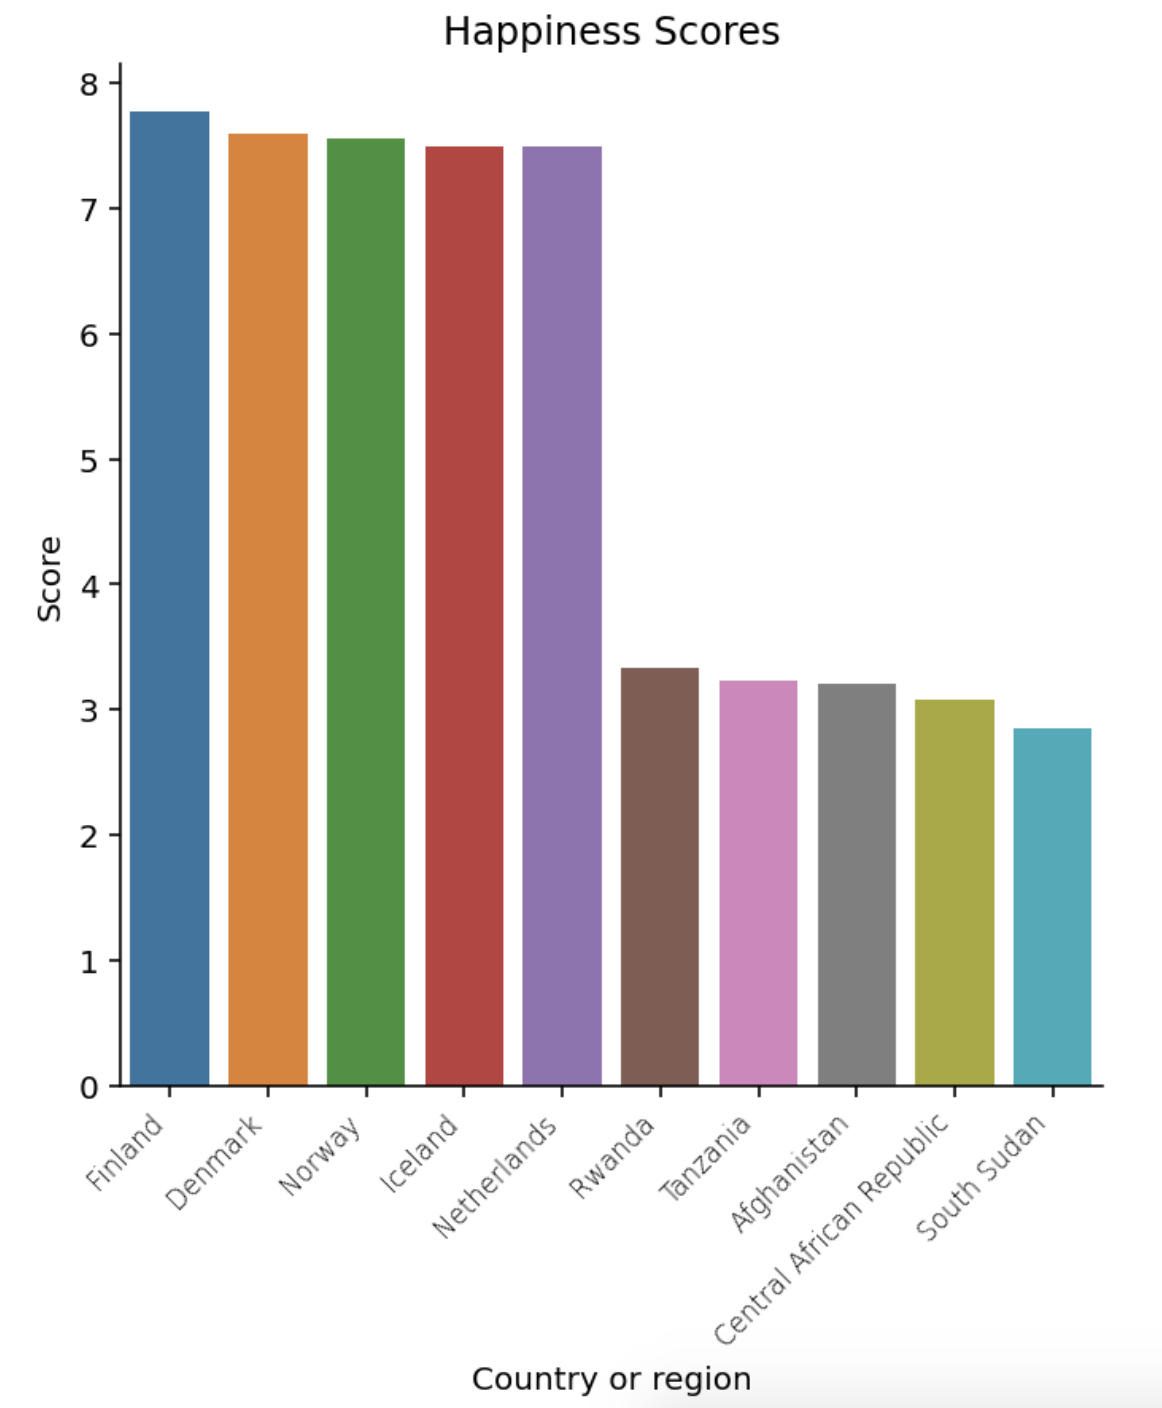 Happiness Scores
8
7
6
5
4
3
2
1
0
Score
Finland
Denmark
Norway
Iceland
Netherlands
Rwanda
Tanzania
Afghanistan
Central African Republic
South Sudan
Country or region